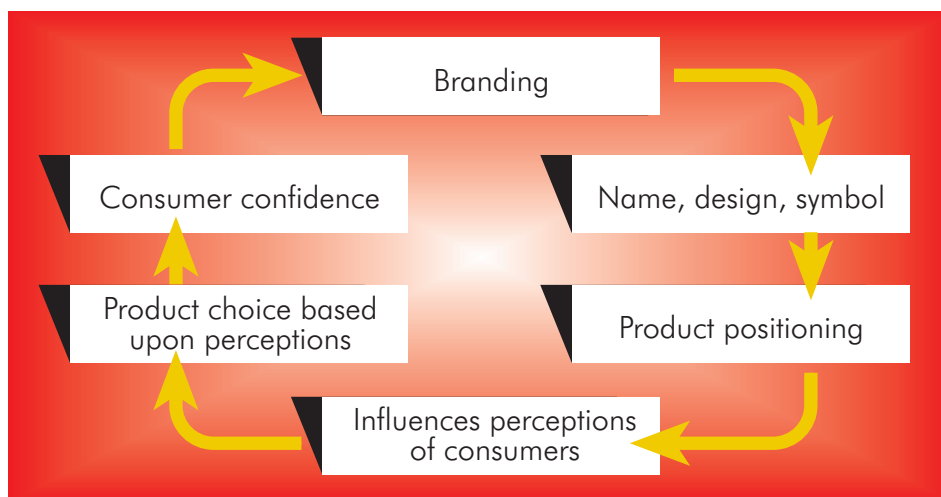 Branding
Name, design, symbol
Product positioning
Influences perceptions
of consumers
Product choice based
upon perceptions
Consumer confidence